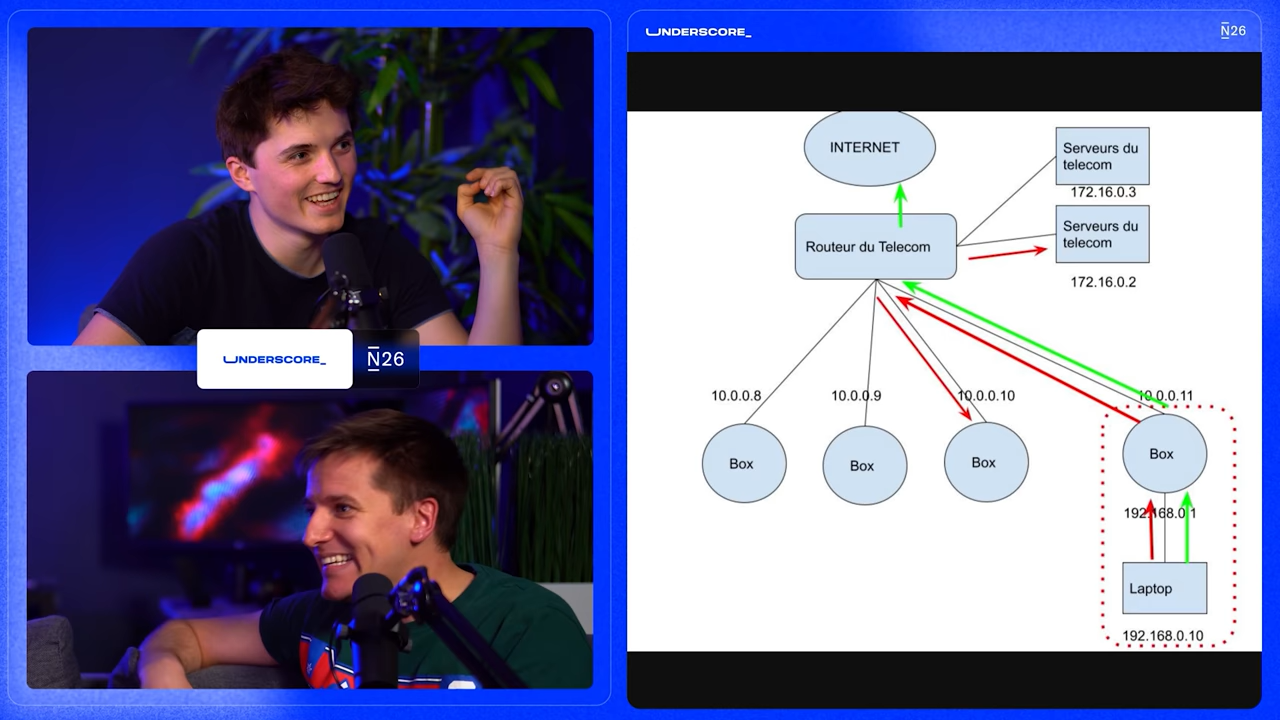 UNDERSCORE_
N26
UNDERSCORE_
N26
INTERNET
Serveurs du
telecom
172.16.0.3
Routeur du Telecom
Serveurs du
telecom
172.16.0.2
10.0.0.8
10.0.0.9
10.0.0.10
10.0.0.11
Box
Box
Box
Box
192.168.0.1
Laptop
192.168.0.10